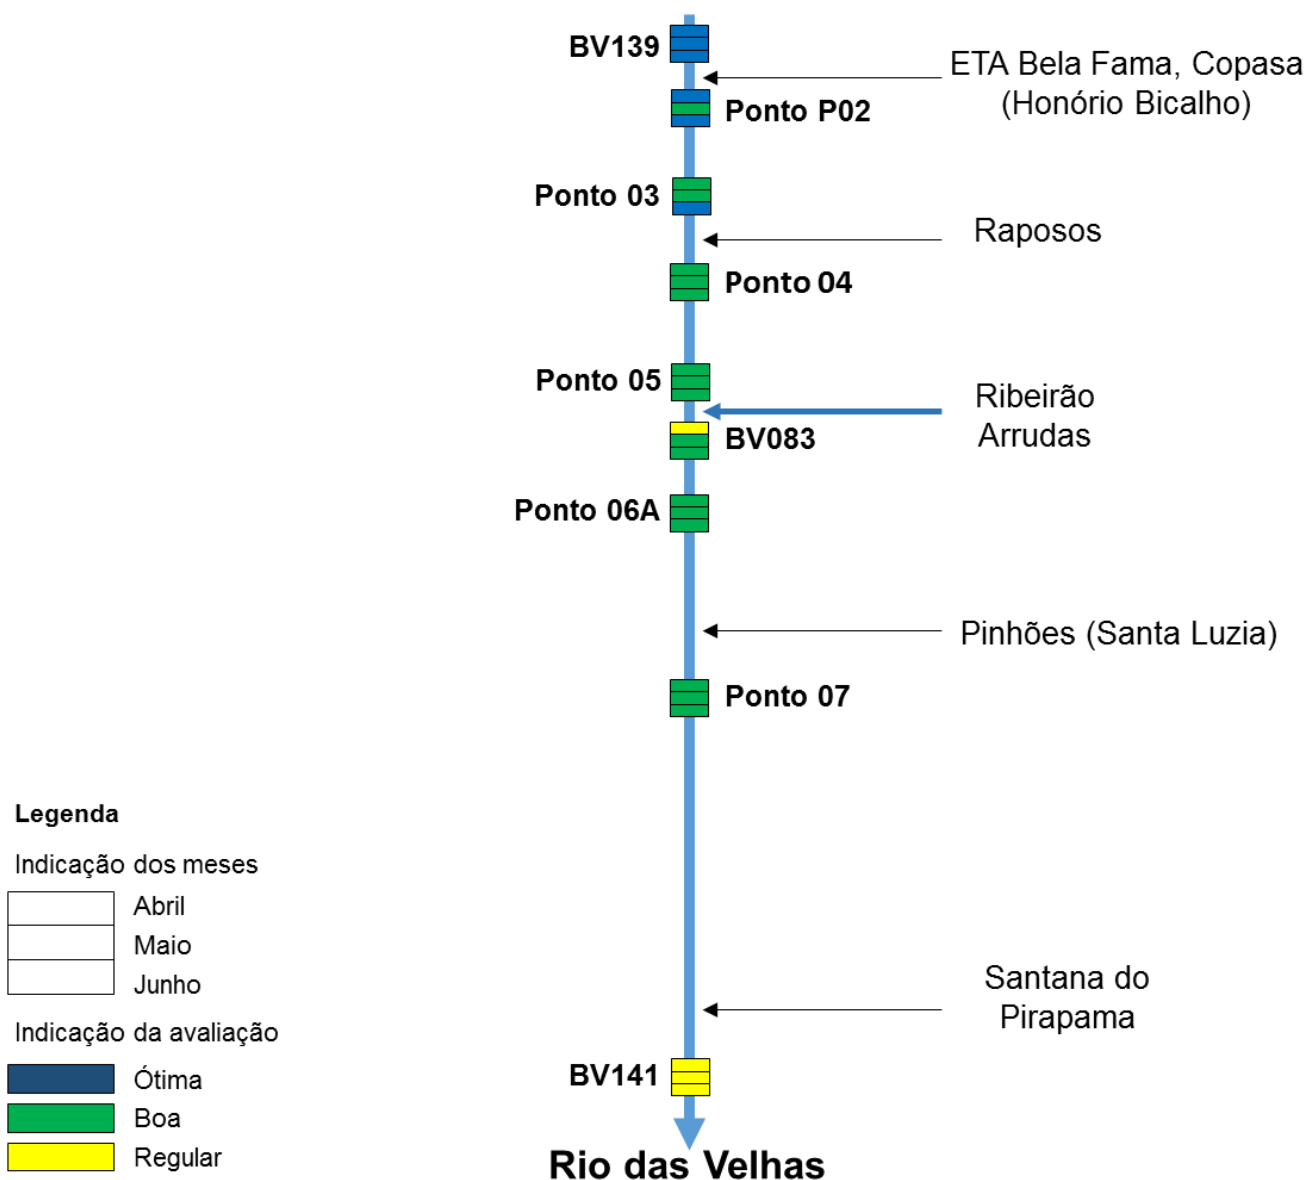 BV139
ETA Bela Fama, Copasa
(Honório Bicalho)
Ponto P02
Ponto 03
Raposos
Ponto 04
Ponto 05
Ribeirão
Arrudas
BV083
Ponto 06A
Pinhões (Santa Luzia)
Ponto 07
Legenda
Indicação dos meses
Abril
Maio
Junho
Indicação da avaliação
Ótima
Boa
Regular
Santana do
Pirapama
BV141
Rio das Velhas